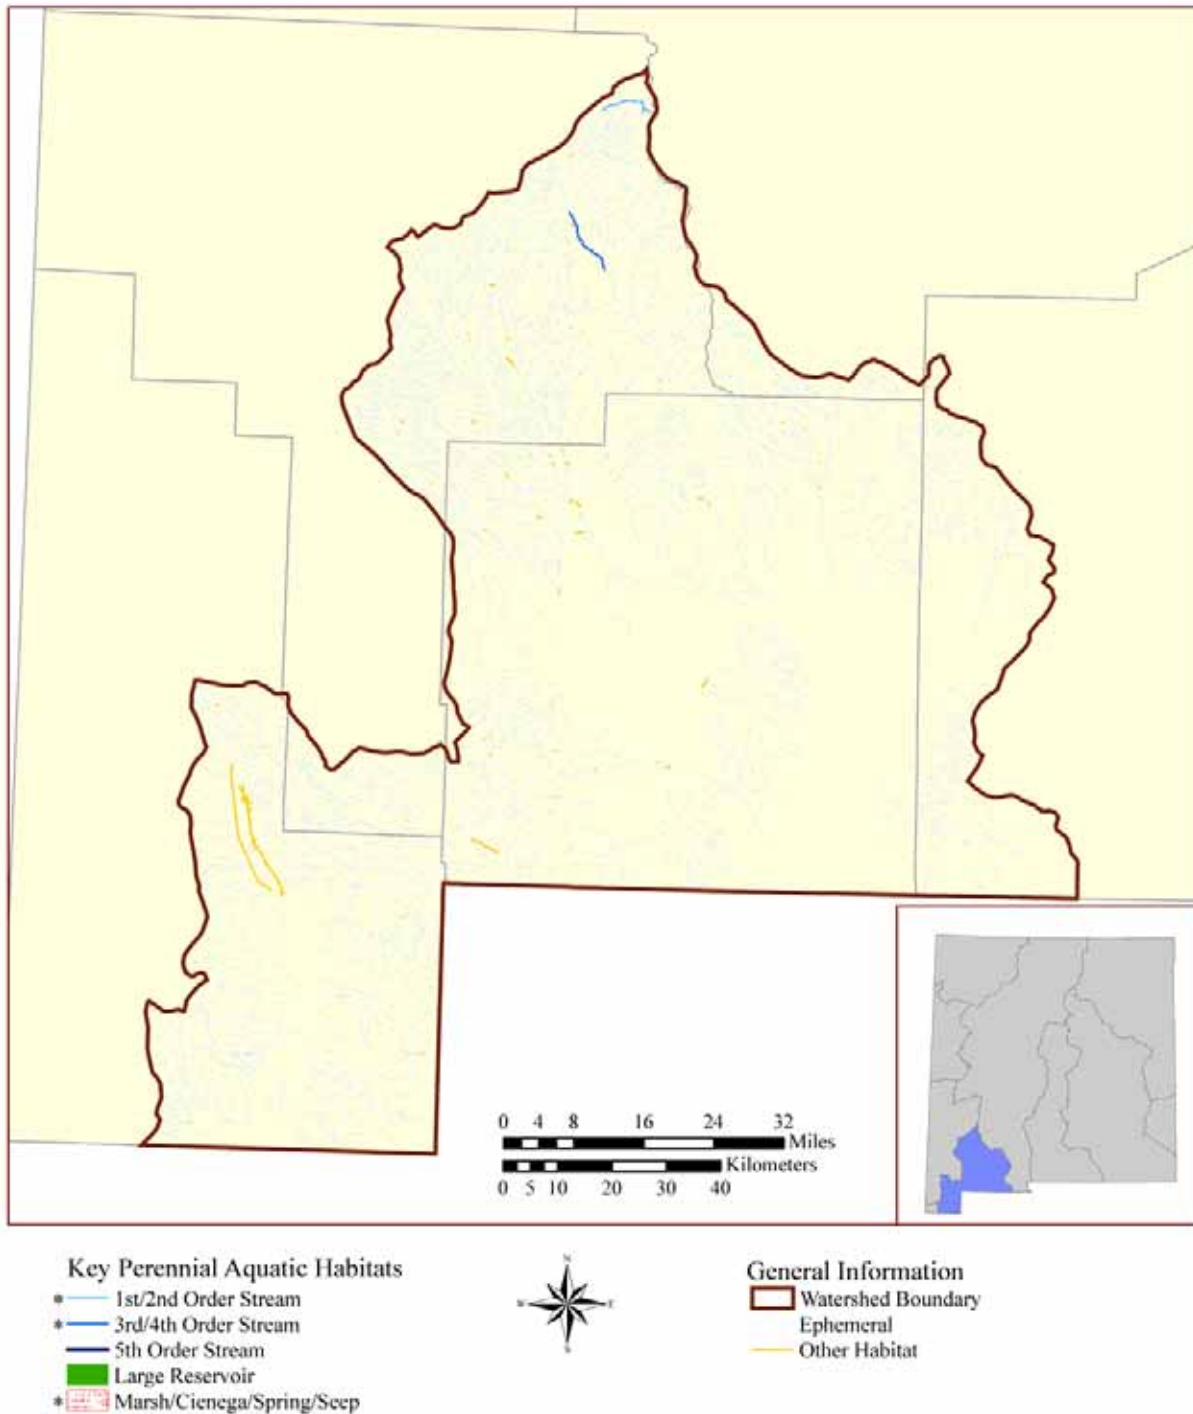 0 4 8 16 24 32
Miles
Kilometers
0 5 10 20 30 40
Key Perennial Aquatic Habitats
* 1st/2nd Order Stream
* 3rd/4th Order Stream
5th Order Stream
Large Reservoir
* Marsh/Cienega/Spring/Seep
N
W E
S
General Information
Watershed Boundary
Ephemeral
Other Habitat